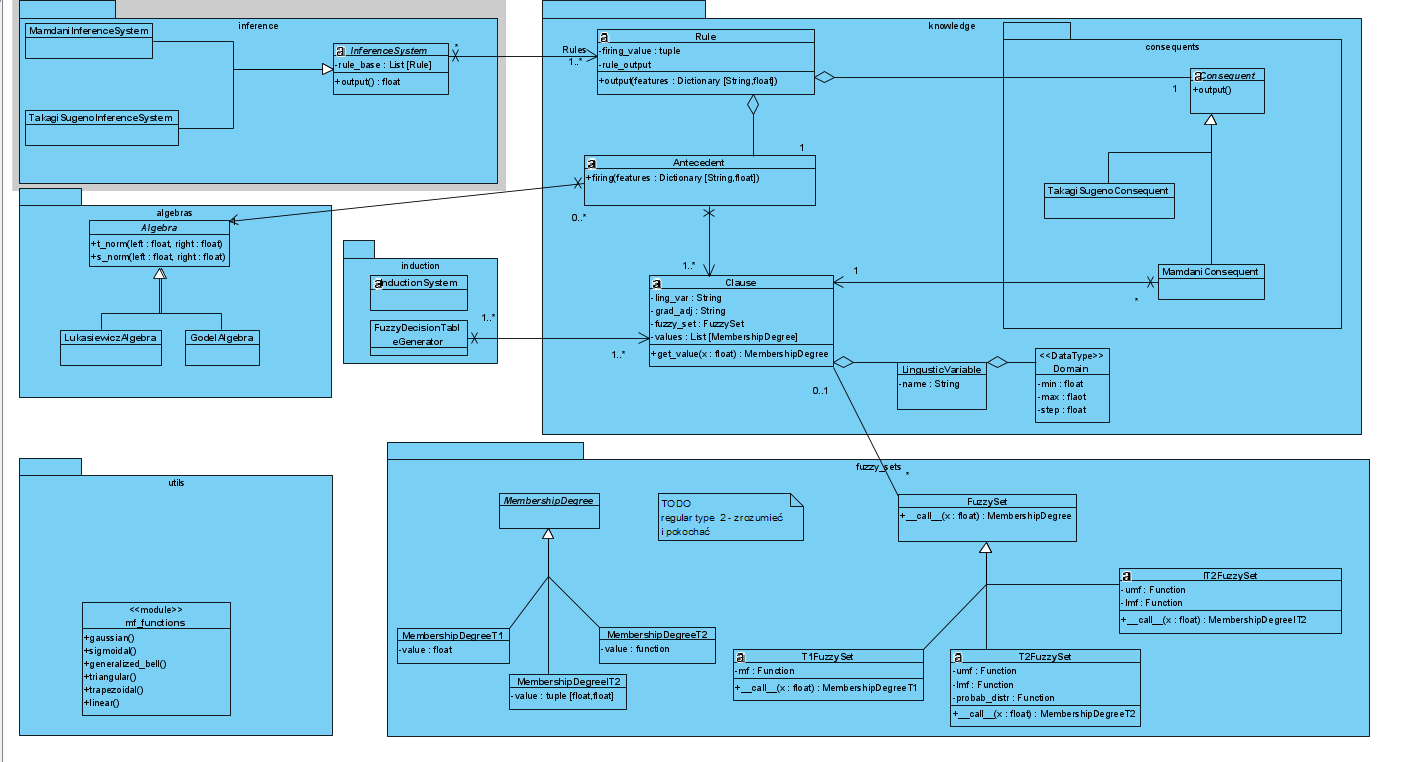 inference
MamdaniInferenceSystem
TakagiSugenoInferenceSystem
InferenceSystem
-rule_base : List [Rule]
+output() : float
*
Rules
1..*
knowledge
Rule
-firing_value : tuple
-rule_output
+output(features : Dictionary [String,float])
1
Antecedent
+firing(features : Dictionary [String,float])
0..*
1..*
consequents
Consequent
+output()
1
TakagiSugenoConsequent
MamdaniConsequent
1
*
Clause
-ling_var : String
-grad_adj : String
-fuzzy_set : FuzzySet
-values : List [MembershipDegree]
+get_value(x : float) : MembershipDegree
0..1
LingusticVariable
-name : String
<<DataType>>
Domain
-min : float
-max : flaot
-step : float
algebras
Algebra
+t_norm(left : float, right : float)
+s_norm(left : float, right : float)
LukasiewiczAlgebra
GodelAlgebra
induction
InductionSystem
FuzzyDecisionTabl
eGenerator
1..*
1..*
utils
<<module>>
mf_functions
+gaussian()
+sigmoidal()
+generalized_bell()
+triangular()
+trapezoidal()
+linear()
fuzzy_sets
*
MembershipDegree
TODO
regular type 2 - zrozumieć
i pokochać
FuzzySet
+__call__(x : float) : MembershipDegree
MembershipDegreeT1
-value : float
MembershipDegreeT2
-value : function
MembershipDegreeIT2
-value : tuple [float,float]
IT2FuzzySet
-umf : Function
-lmf : Function
+__call__(x : float) : MembershipDegreeIT2
T1FuzzySet
-mf : Function
+__call__(x : float) : MembershipDegreeT1
T2FuzzySet
-umf : Function
-lmf : Function
-probab_distr : Function
+__call__(x : float) : MembershipDegreeT2